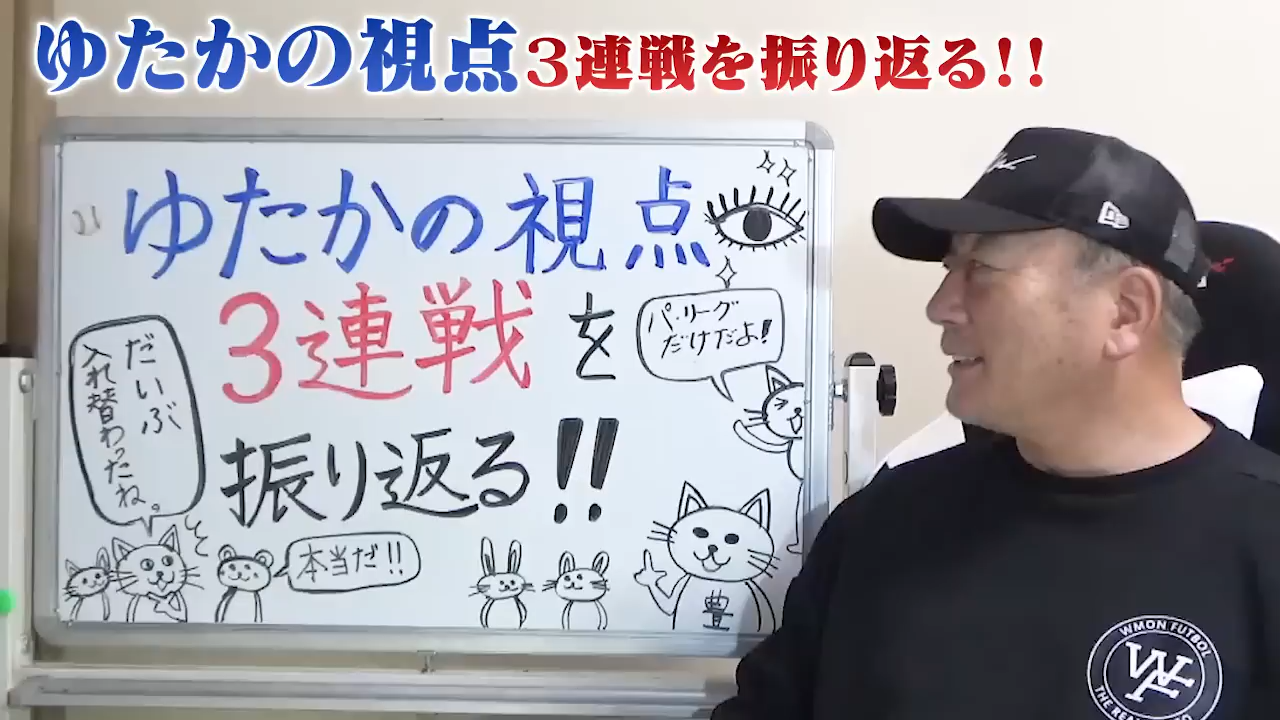 ゆたかの視点3連戦を振り返る!!
ゆたかの視点
3連戦を
振り返る!!
パ・リーグ
だけだよ!
だいぶ
入れ替わったね。
本当だ!!
豊
WMON FUTBOL
THE RE